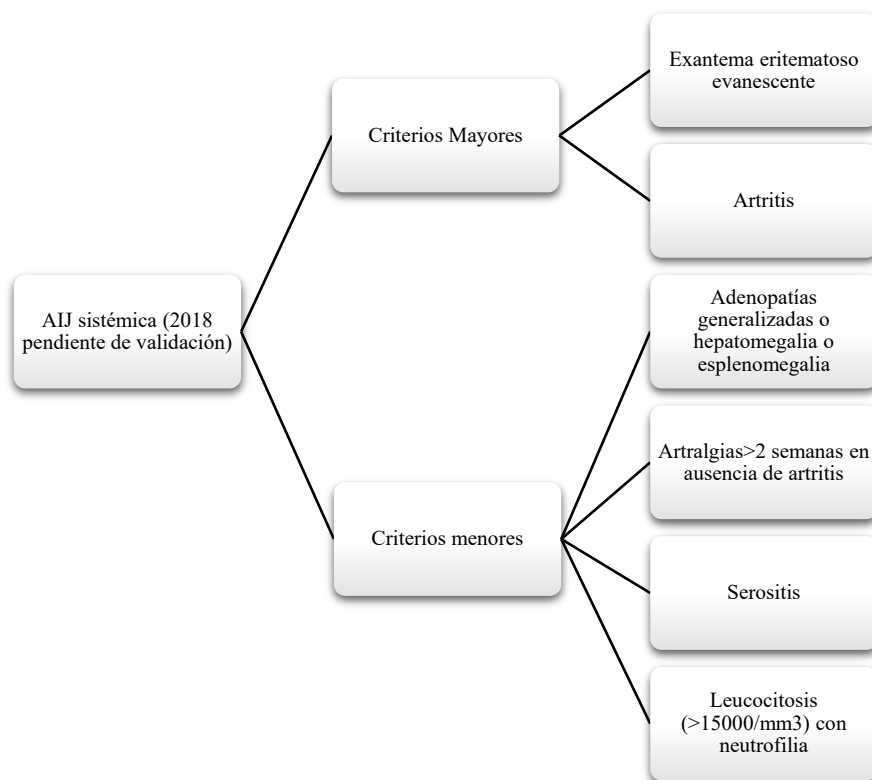 AIJ sistémica (2018
pendiente de validación)
Criterios Mayores
Exantema eritematoso
evanescente
Artritis
Criterios menores
Adenopatías
generalizadas o
hepatomegalia o
esplenomegalia
Artralgias>2 semanas en
ausencia de artritis
Serositis
Leucocitosis
(>15000/mm3) con
neutrofilia